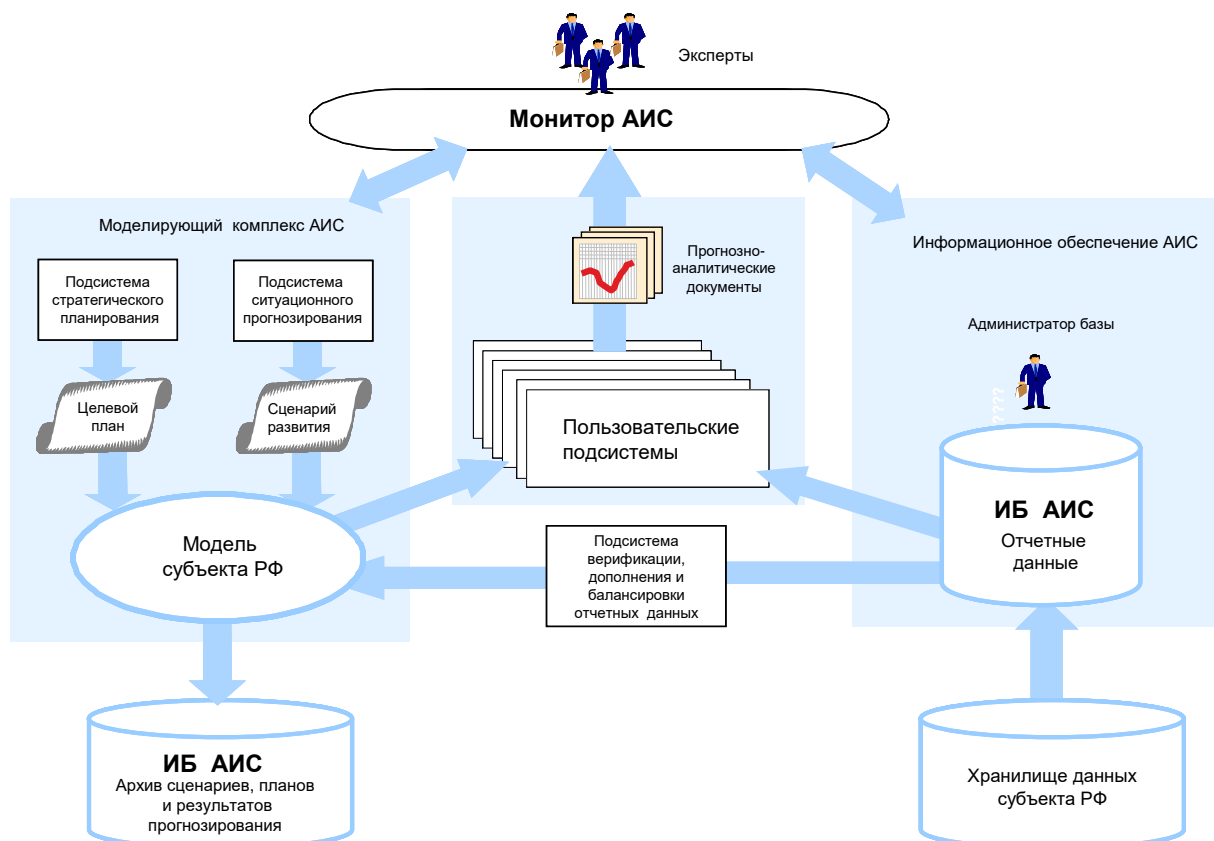 Эксперты
Монитор АИС
Моделирующий комплекс АИС
Подсистема
стратегического
планирования
Подсистема
ситуационного
прогнозирования
Целевой
план
Сценарий
развития
Модель
субъекта РФ
Прогнозно-
аналитические
документы
Пользовательские
подсистемы
Подсистема
верификации,
дополнения и
балансировки
отчетных данных
Информационное обеспечение АИС
Администратор базы
????
ИБ АИС
Отчетные
данные
ИБ АИС
Архив сценариев, планов
и результатов
прогнозирования
Хранилище данных
субъекта РФ